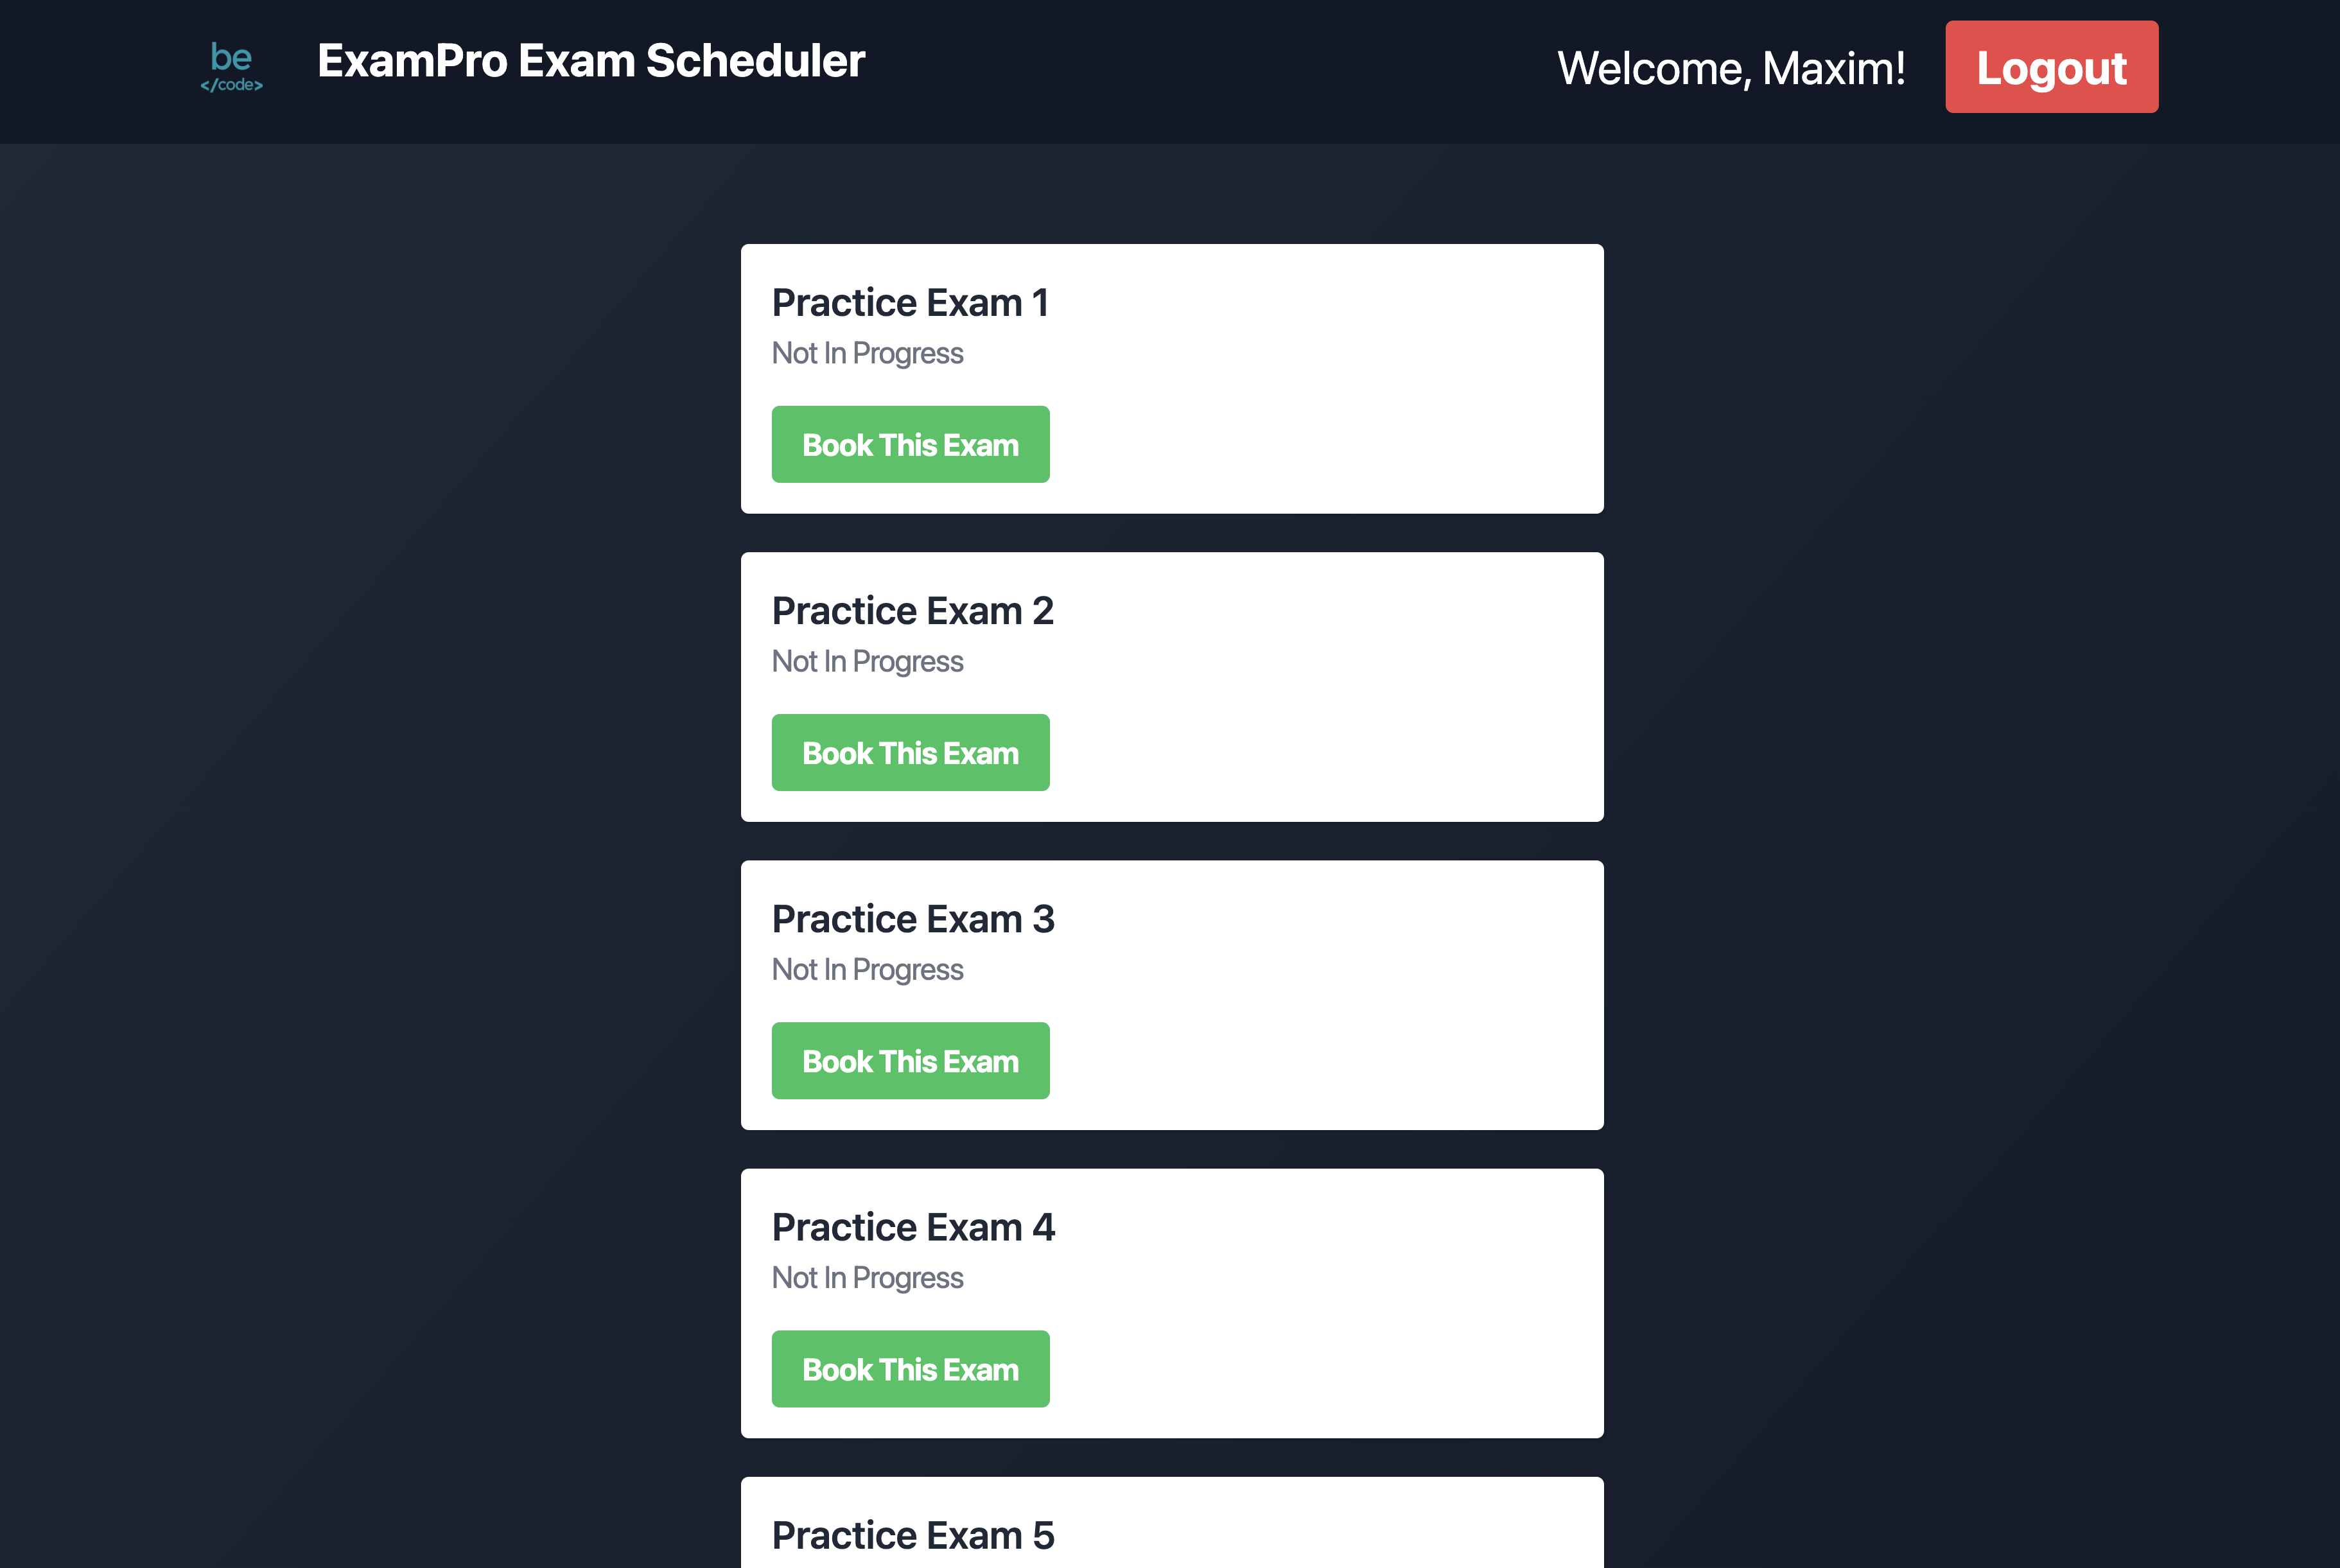 be
</code>
ExamPro Exam Scheduler
Welcome, Maxim!
Logout
Practice Exam 1
Not In Progress
Book This Exam
Practice Exam 2
Not In Progress
Book This Exam
Practice Exam 3
Not In Progress
Book This Exam
Practice Exam 4
Not In Progress
Book This Exam
Practice Exam 5